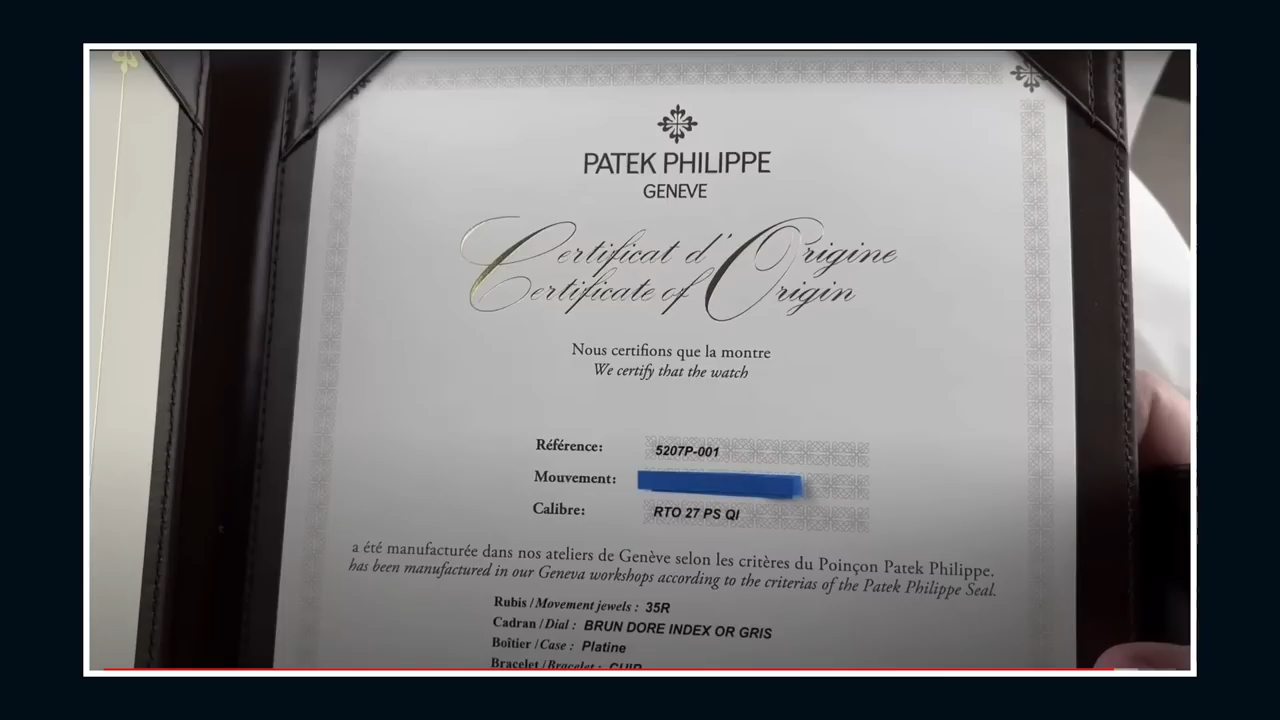 PATEK PHILIPPE
GENEVE
Certificat d'Origine
Certificate of Origin
Nous certifions que la montre
We certify that the watch
Référence: 5207P-001
Mouvement:
Calibre: RTO 27 PS QI
a été manufacturée dans nos ateliers de Genève selon les critères du Poinçon Patek Philippe.
has been manufactured in our Geneva workshops according to the criterias of the Patek Philippe Seal.
Rubis / Movement jewels : 35R
Cadran / Dial : BRUN DORE INDEX OR GRIS
Boîtier / Case : Platine
Bracelet / Bracelet : CUIR